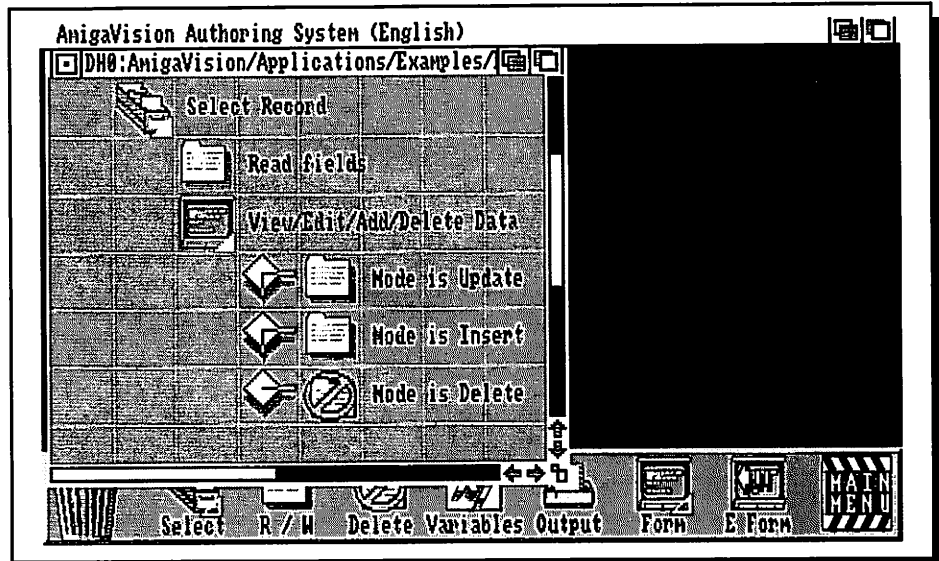 AmigaVision Authoring System (English)
DH0:AmigaVision/Applications/Examples/
Select Record
Read fields
View/Edit/Add/Delete Data
Mode is Update
Mode is Insert
Mode is Delete
Select R / W Delete Variables Output Form E Form
MAIN
MENU